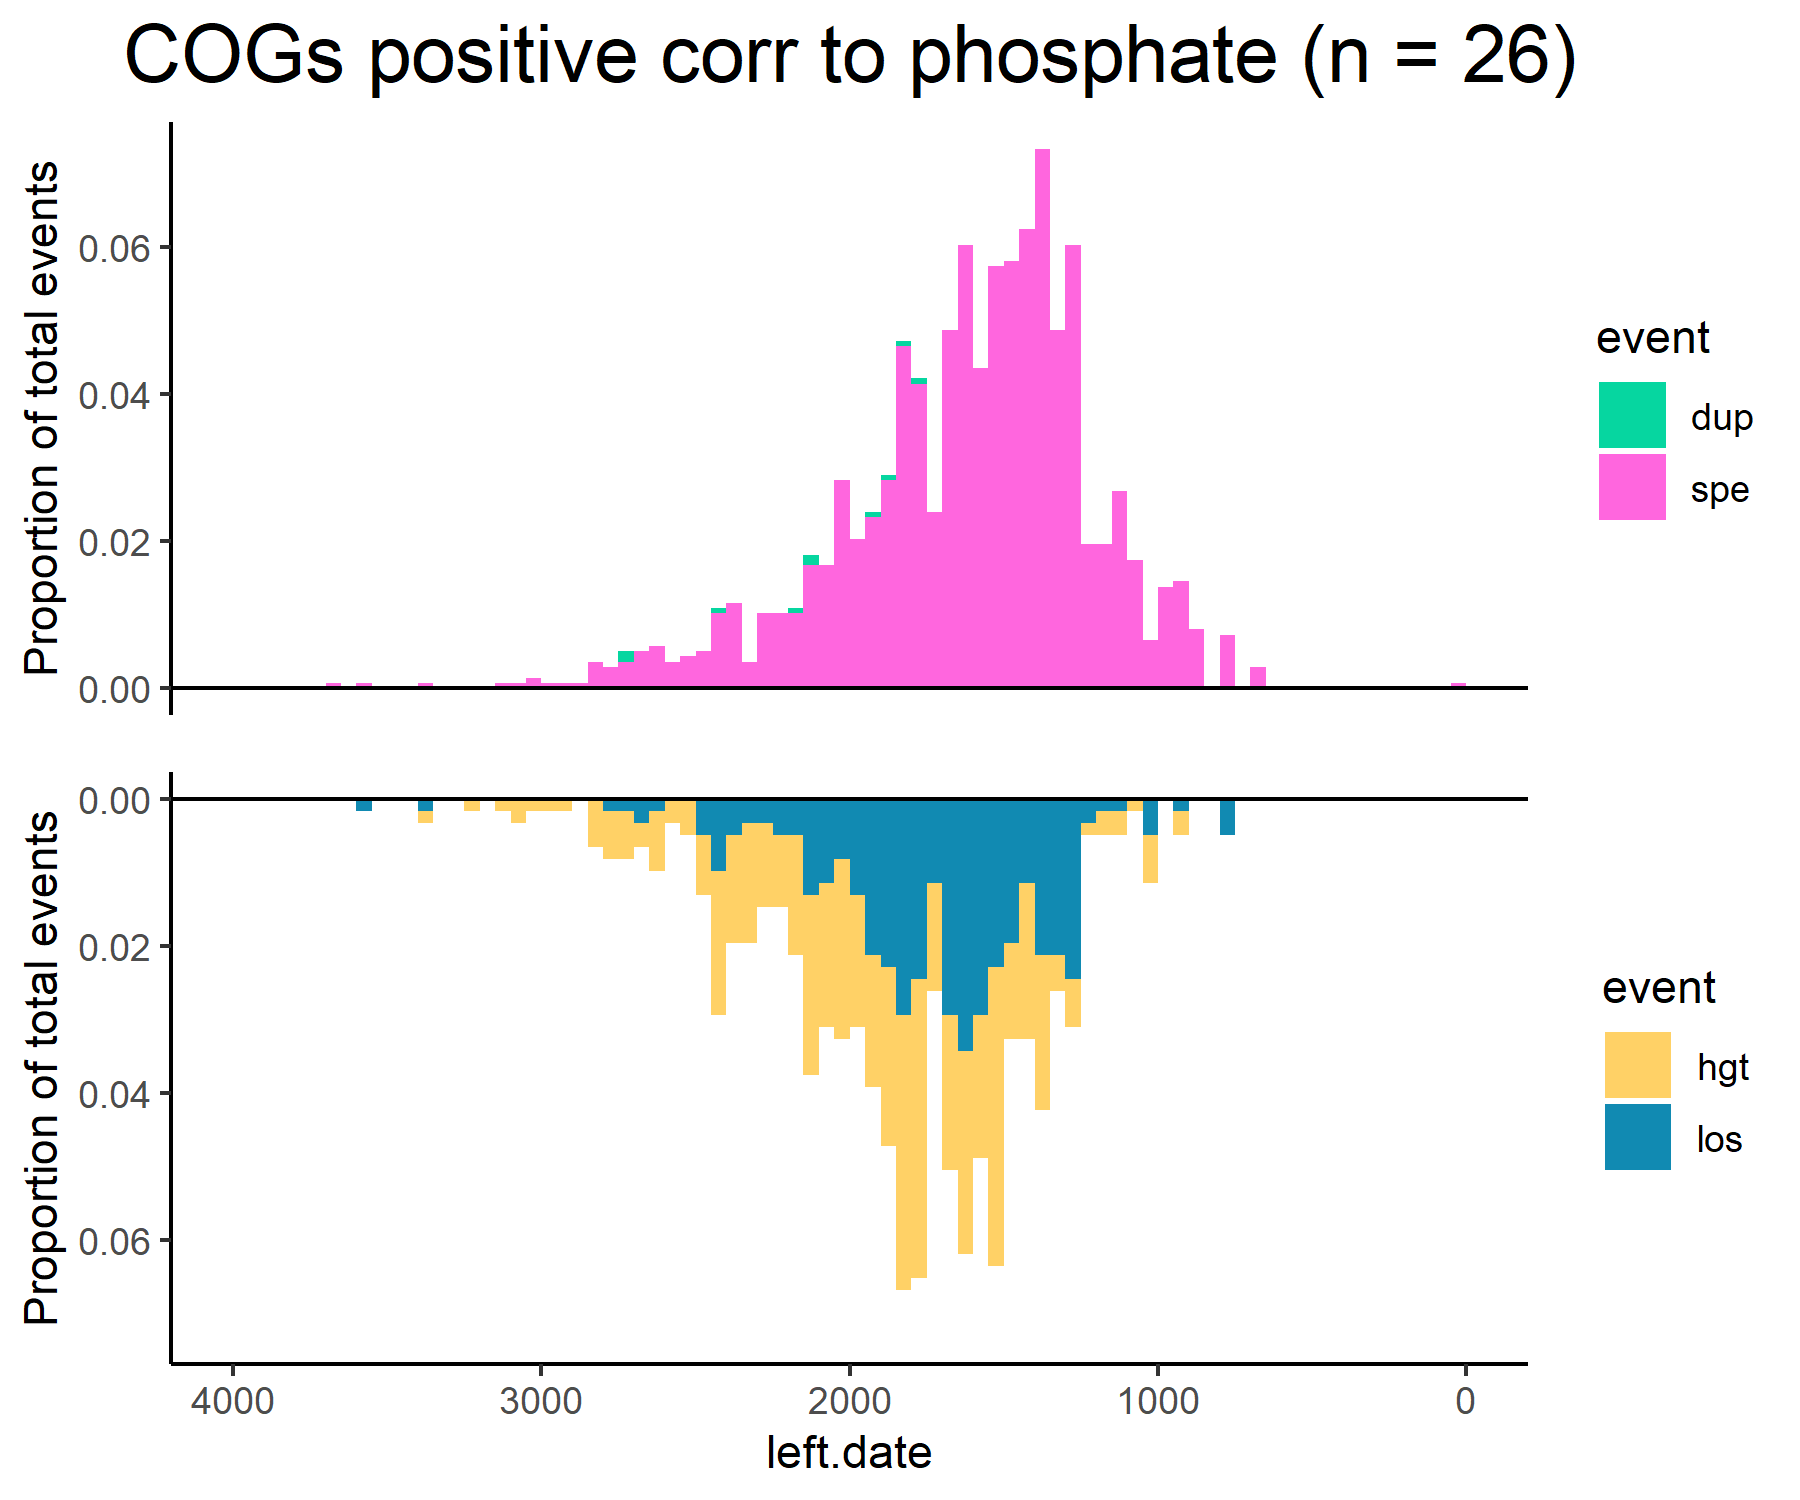 COGs positive corr to phosphate (n = 26)
Proportion of total events
0.06
0.04
0.02
0.00
event
dup
spe
Proportion of total events
0.00
0.02
0.04
0.06
event
hgt
los
4000 3000 2000 1000 0
left.date